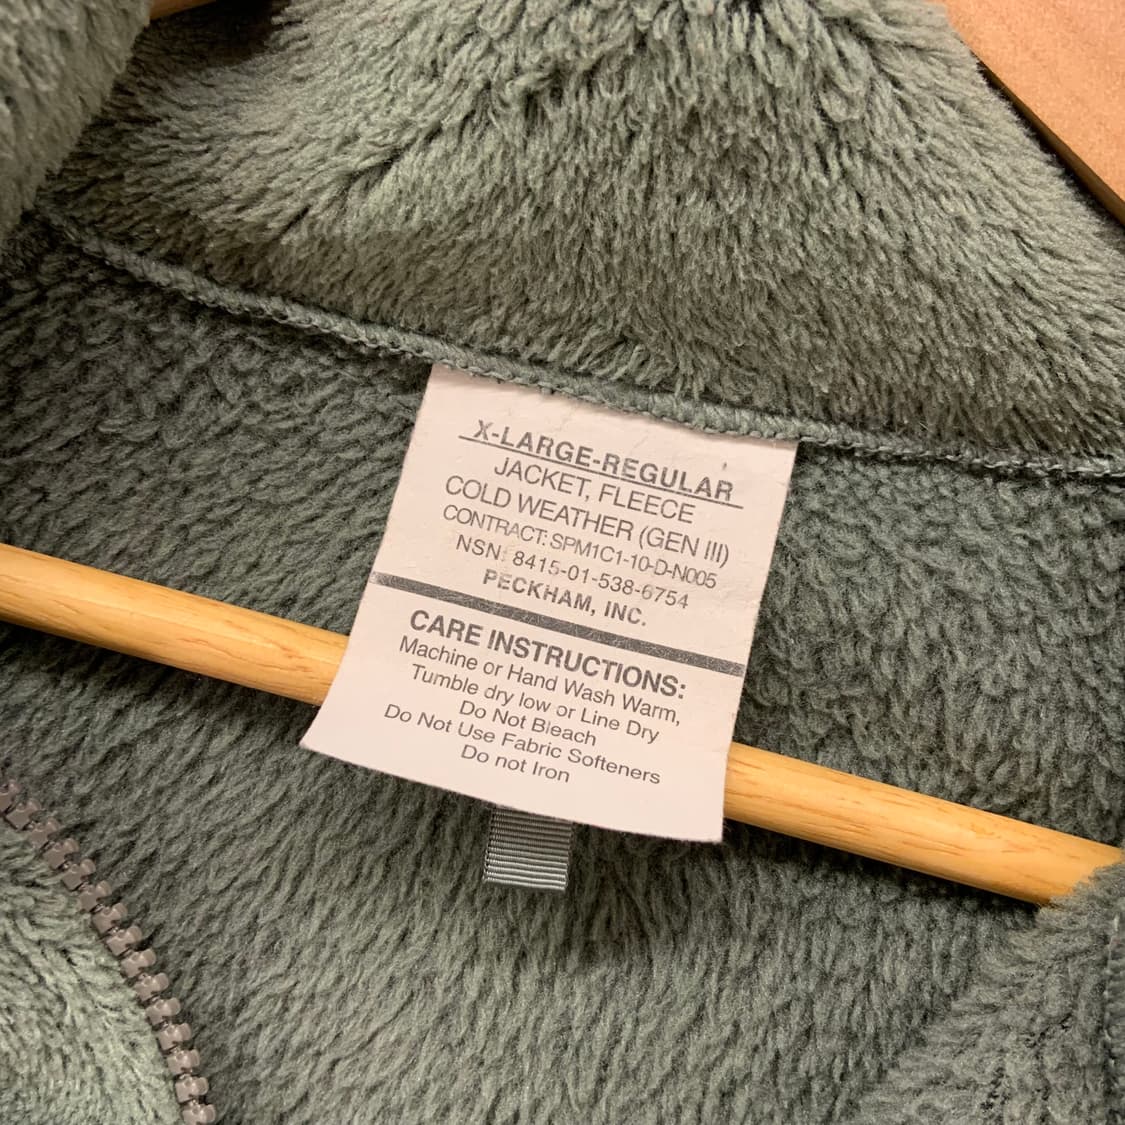 X-LARGE-REGULAR
JACKET, FLEECE
COLD WEATHER (GEN III)
CONTRACT: SPM1C1-10-D-N005
NSN: 8415-01-538-6754
PECKHAM, INC.
CARE INSTRUCTIONS:
Machine or Hand Wash Warm,
Tumble dry low or Line Dry
Do Not Bleach
Do Not Use Fabric Softeners
Do not Iron